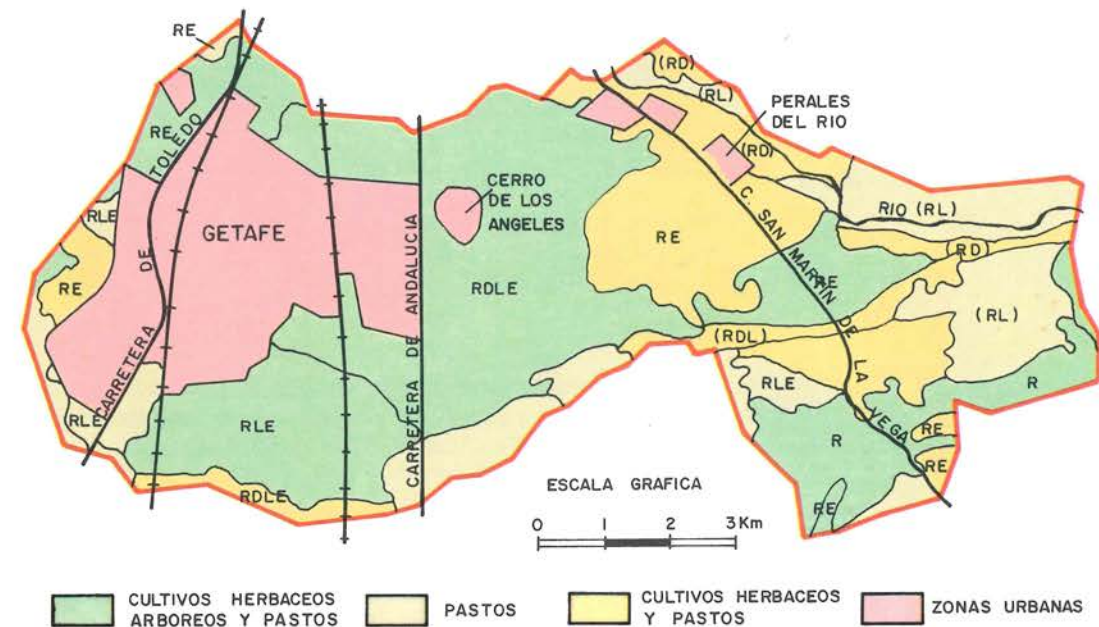 RE
(RD)
(RL)
PERALES
DEL RIO
RE
TOLEDO
(RD)
CERRO
DE LOS
ANGELES
RLE
DE
GETAFE
ANDALUCIA
RIO (RL)
C. SAN MARTIN DE LA VEGA
RE
RE
(RD)
RDLE
RE
(RL)
DE
(RDL)
CARRETERA
RLE
R
RLE
RLE
CARRETERA
R
RE
RE
RDLE
RE
ESCALA GRAFICA
0 1 2 3 Km
CULTIVOS HERBACEOS
ARBOREOS Y PASTOS
PASTOS
CULTIVOS HERBACEOS
Y PASTOS
ZONAS URBANAS